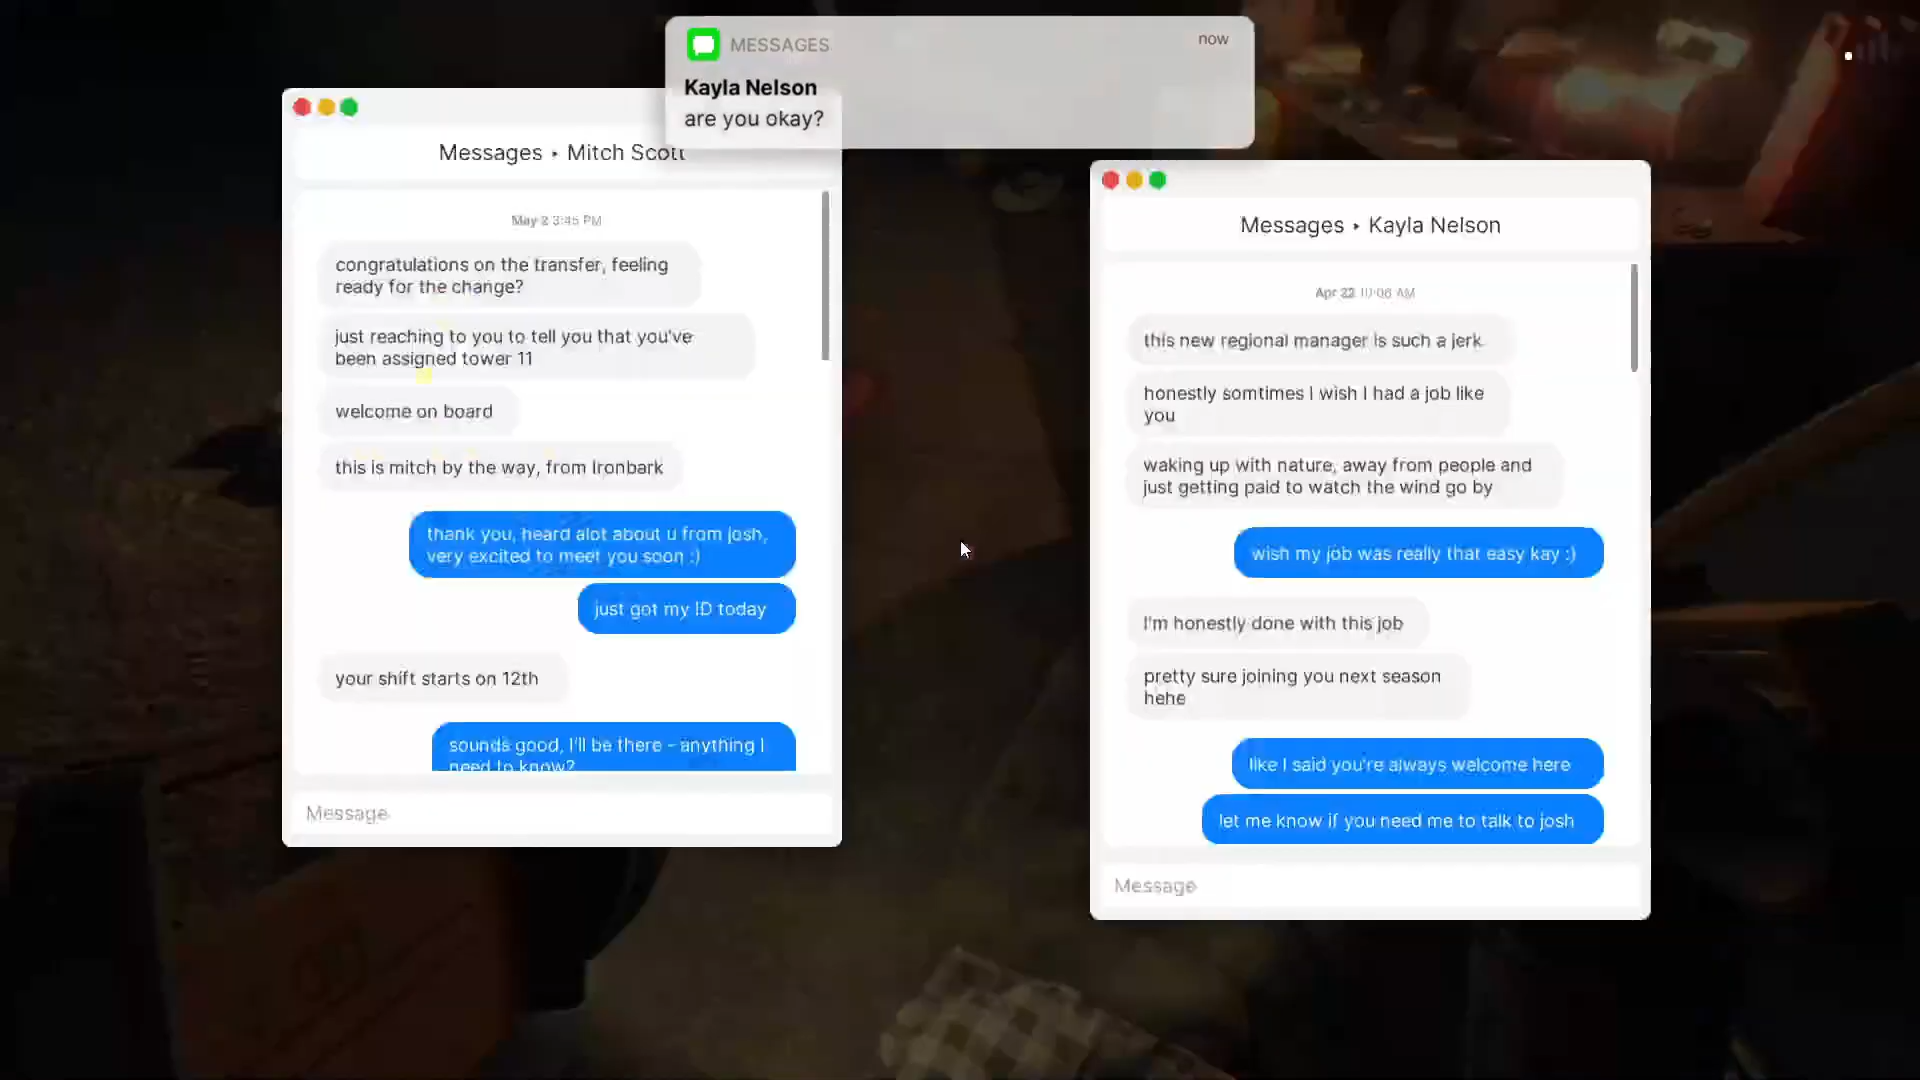 MESSAGES
now
Kayla Nelson
are you okay?
Messages • Mitch Scott
May 2 3:45 PM
congratulations on the transfer, feeling
ready for the change?
just reaching to you to tell you that you've
been assigned tower 11
welcome on board
this is mitch by the way, from Ironbark
thank you, heard alot about u from josh,
very excited to meet you soon :)
just got my ID today
your shift starts on 12th
sounds good, I'll be there - anything I
need to know?
Message
Messages • Kayla Nelson
Apr 22 10:06 AM
this new regional manager is such a jerk
honestly somtimes I wish I had a job like
you
waking up with nature, away from people and
just getting paid to watch the wind go by
wish my job was really that easy kay :)
I'm honestly done with this job
pretty sure joining you next season
hehe
like I said you're always welcome here
let me know if you need me to talk to josh
Message